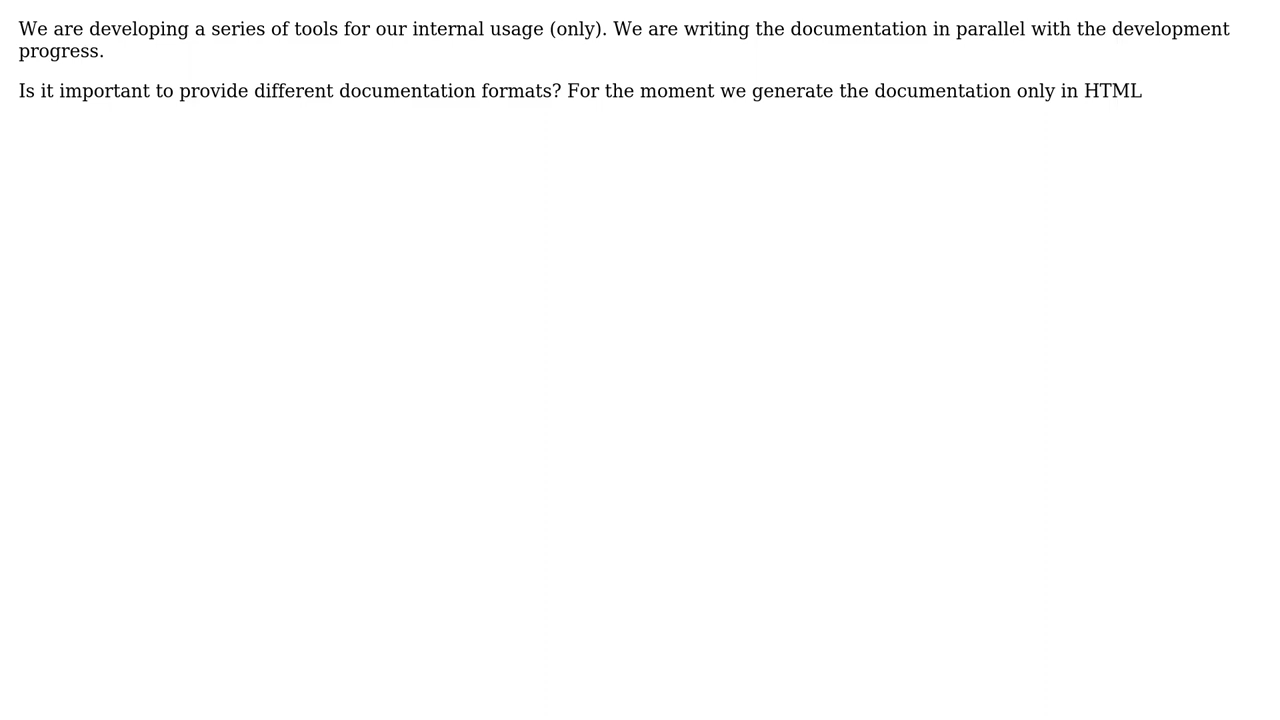 We are developing a series of tools for our internal usage (only). We are writing the documentation in parallel with the development
progress.
Is it important to provide different documentation formats? For the moment we generate the documentation only in HTML